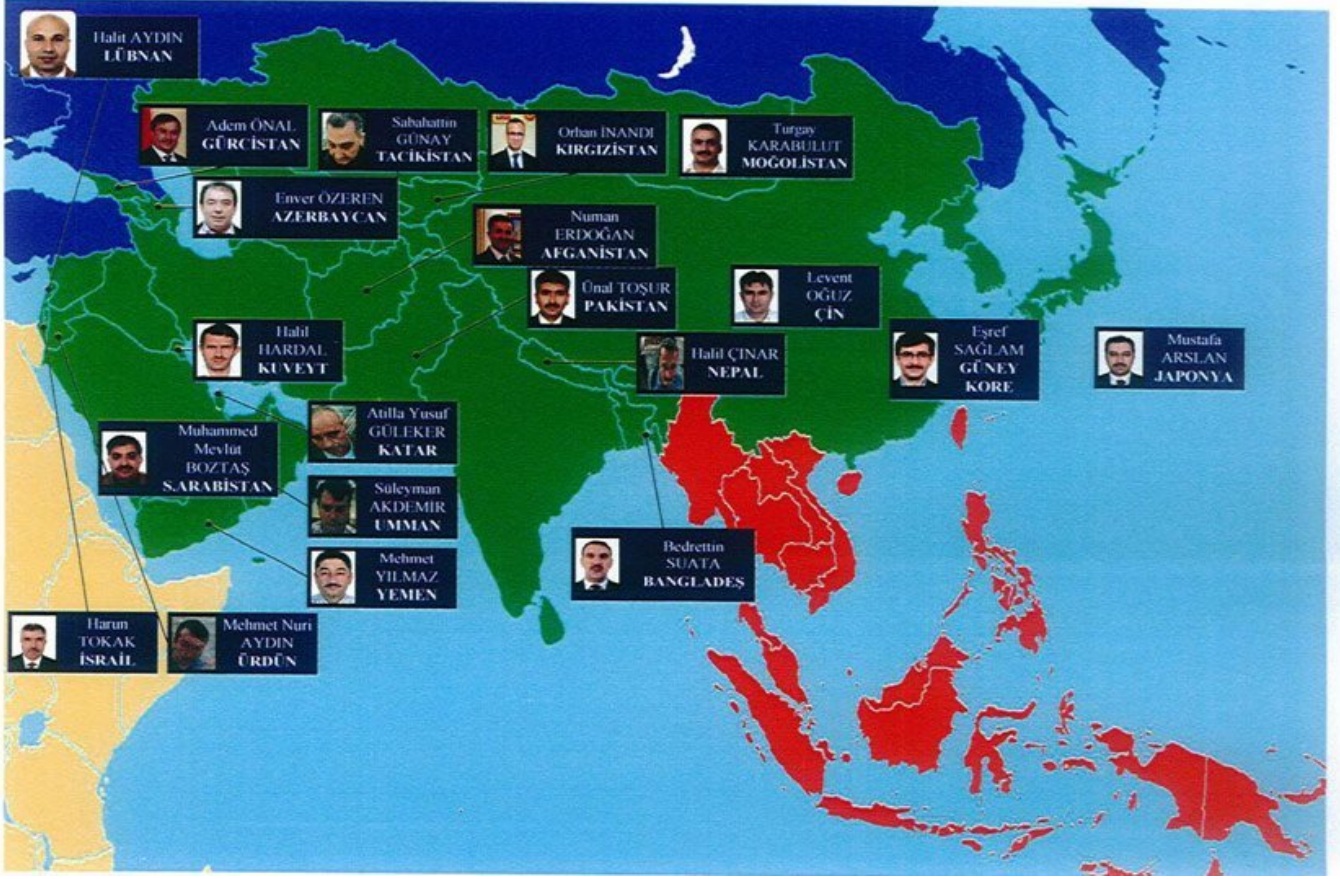 Halit AYDIN
LÜBNAN
Adem ÖNAL
GÜRCİSTAN
Sabahattin
GÜNAY
TACİKİSTAN
Orhan İNANDI
KIRGIZİSTAN
Turgay
KARABULUT
MOĞOLİSTAN
Enver ÖZEREN
AZERBAYCAN
Numan
ERDOĞAN
AFGANİSTAN
Ünal TOŞUR
PAKİSTAN
Levent
OĞUZ
ÇİN
Halil
HARDAL
KUVEYT
Halil ÇINAR
NEPAL
Eşref
SAĞLAM
GÜNEY
KORE
Mustafa
ARSLAN
JAPONYA
Muhammed
Mevlüt
BOZTAŞ
S.ARABİSTAN
Atilla Yusuf
GÜLEKER
KATAR
Süleyman
AKDEMİR
UMMAN
Mehmet
YILMAZ
YEMEN
Bedrettin
SUATA
BANGLADEŞ
Harun
TOKAK
İSRAİL
Mehmet Nuri
AYDIN
ÜRDÜN